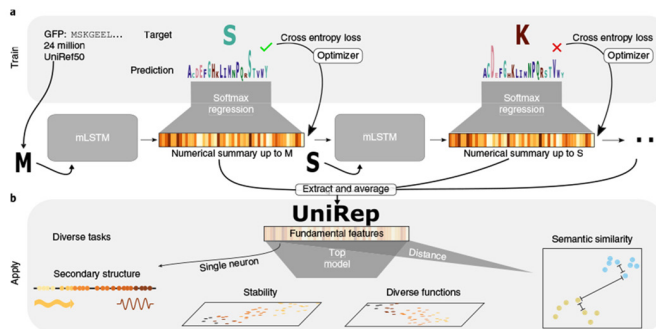 a
Train
GFP: MSKGEEL...
24 million
UniRef50
Target
Prediction
S
Cross entropy loss
Optimizer
K
Cross entropy loss
Optimizer
Softmax
regression
Softmax
regression
M
mLSTM
Numerical summary up to M
S
mLSTM
Numerical summary up to S
...
Extract and average
b
Apply
UniRep
Fundamental features
Top
model
Diverse tasks
Single neuron
Distance
Semantic similarity
Secondary structure
Stability
Diverse functions